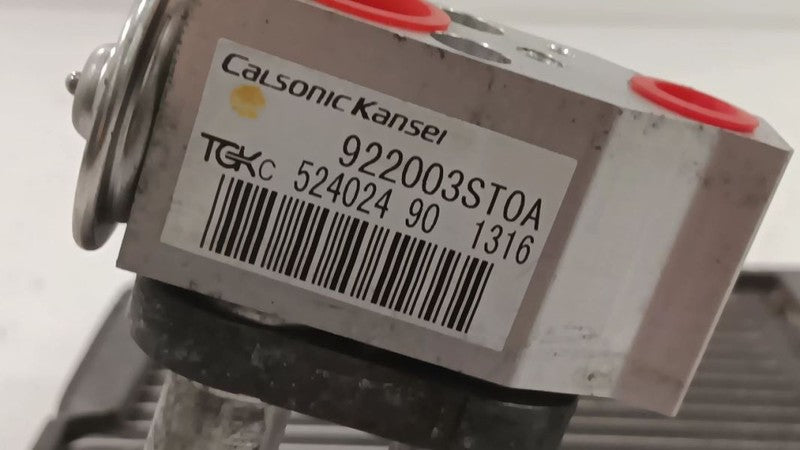 CALSONIC KANSEI
922003ST0A
TGK C 524024 90 1316